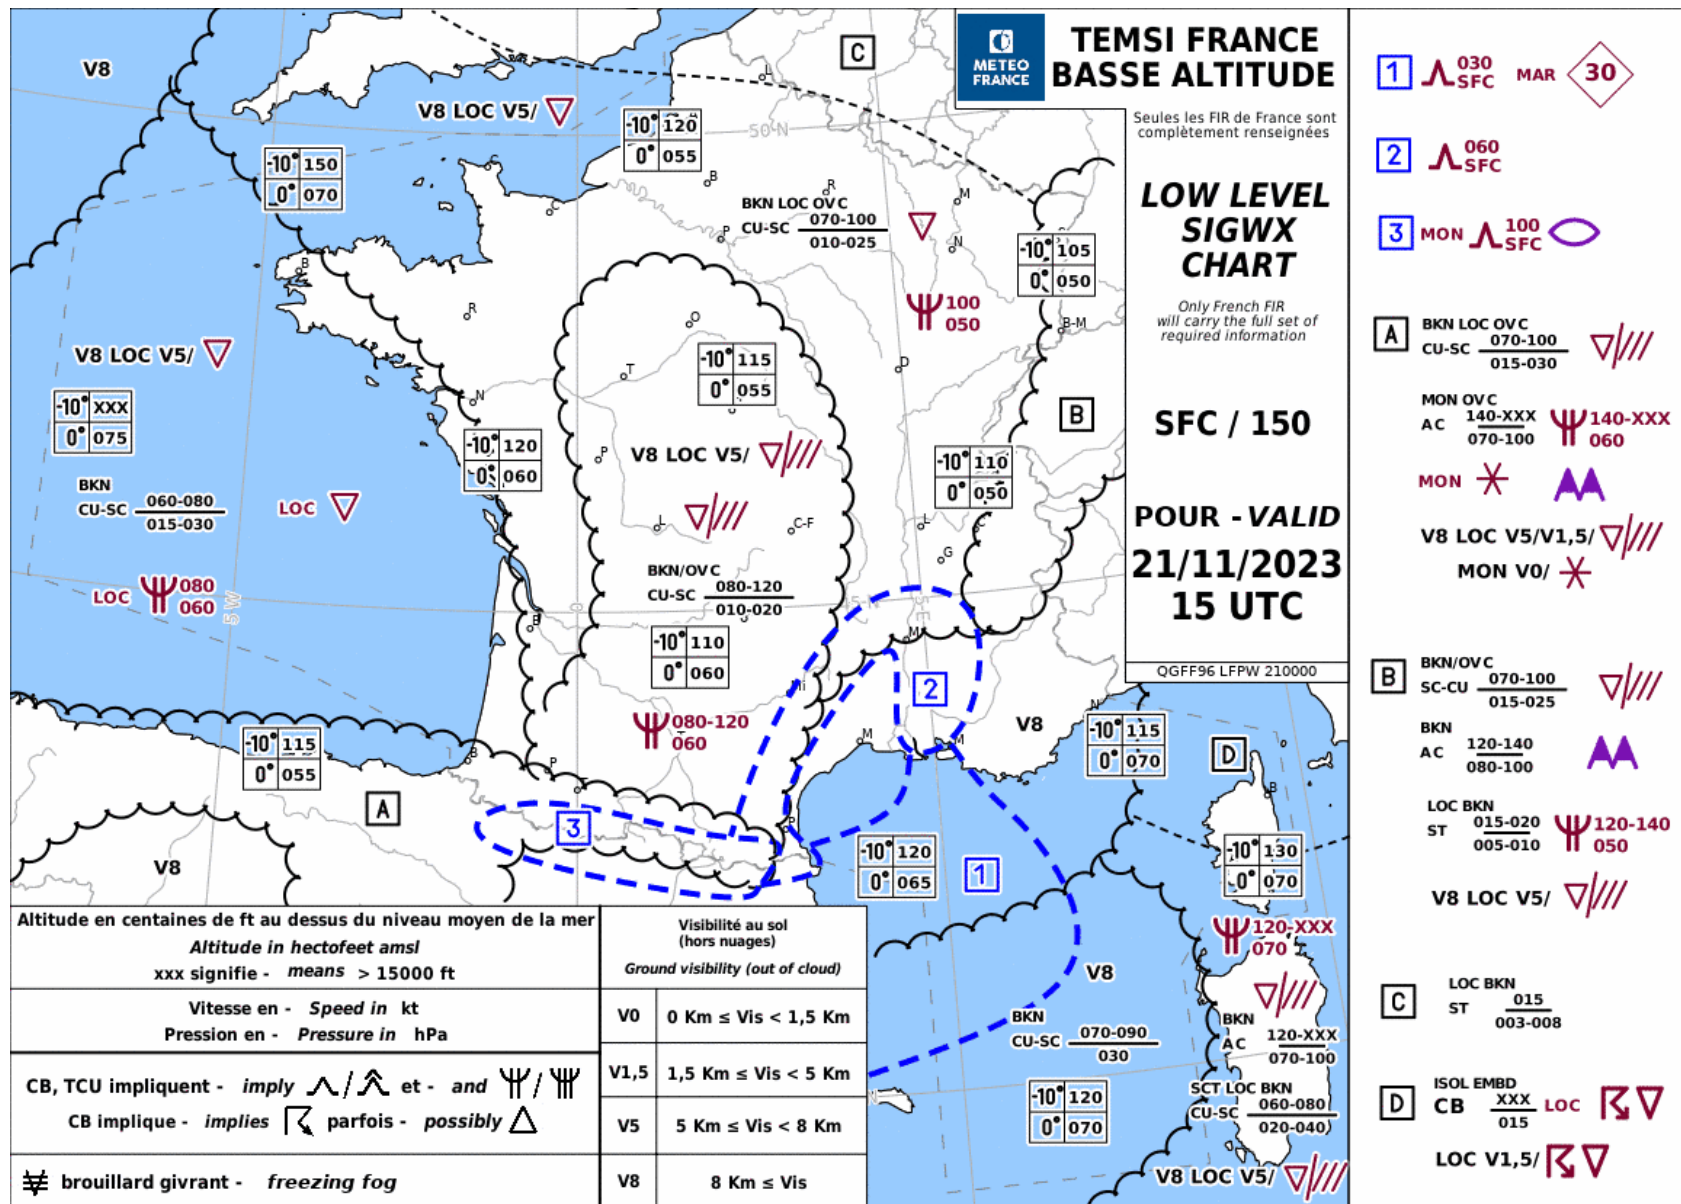 TEMSI FRANCE
BASSE ALTITUDE
METEO
FRANCE
Seules les FIR de France sont
complètement renseignées
LOW LEVEL
SIGWX
CHART
Only French FIR
will carry the full set of
required information
SFC / 150
POUR - VALID
21/11/2023
15 UTC
QGFF96 LFPW 210000
1 030
SFC MAR 30
2 060
SFC
3 MON 100
SFC
A BKN LOC OVC
CU-SC 070-100
015-030
MON OVC
AC 140-XXX
070-100
140-XXX
060
MON
V8 LOC V5/V1,5/
MON V0/
B BKN/OVC
SC-CU 070-100
015-025
BKN
AC 120-140
080-100
LOC BKN
ST 015-020
005-010
120-140
050
V8 LOC V5/
C LOC BKN
ST 015
003-008
D ISOL EMBD
CB XXX
015
LOC
LOC V1,5/
V8
V8 LOC V5/
C
L
-10° 120
0° 055
50 N
-10° 150
0° 070
C
B
R
M
C
BKN LOC OVC
CU-SC 070-100
010-025
P
N
-10° 105
0° 050
B
R
O
100
050
B-M
V8 LOC V5/
-10° 115
0° 055
T
D
-10° XXX
0° 075
N
B
-10° 120
0° 060
P
V8 LOC V5/
-10° 110
0° 050
BKN
CU-SC 060-080
015-030
LOC
L
C-F
L
C
G
BKN/OVC
CU-SC 080-120
010-020
LOC 080
060
5 W
0
45 N
5 E
B
M
-10° 110
0° 060
2
V8
N
080-120
060
T
M
M
-10° 115
0° 070
D
-10° 115
0° 055
B
P
T
A
B
3
P
V8
-10° 120
0° 065
1
-10° 130
0° 070
120-XXX
070
V8
BKN
CU-SC 070-090
030
BKN
AC 120-XXX
070-100
-10° 120
0° 070
SCT LOC BKN
CU-SC 060-080
020-040
V8 LOC V5/
Altitude en centaines de ft au dessus du niveau moyen de la mer
Altitude in hectofeet amsl
xxx signifie - means > 15000 ft
Vitesse en - Speed in kt
Pression en - Pressure in hPa
CB, TCU impliquent - imply / et - and /
CB implique - implies parfois - possibly
brouillard givrant - freezing fog
Visibilité au sol
(hors nuages)
Ground visibility (out of cloud)
V0 0 Km ≤ Vis < 1,5 Km
V1,5 1,5 Km ≤ Vis < 5 Km
V5 5 Km ≤ Vis < 8 Km
V8 8 Km ≤ Vis